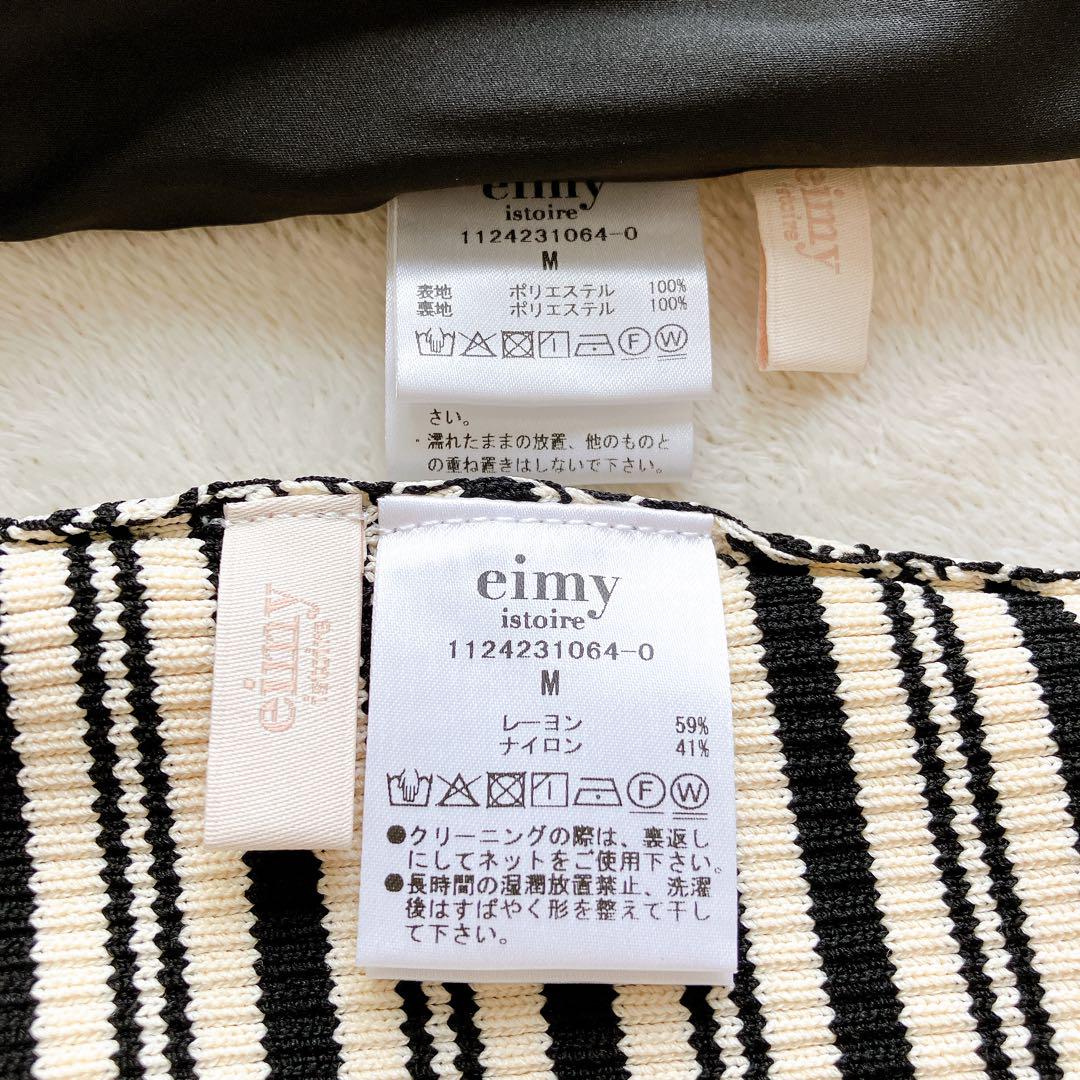 eimy
istoire
1124231064-0
M
表地 ポリエステル 100%
裏地 ポリエステル 100%
F W
さい。
・濡れたままの放置、他のものと
の重ね置きはしないで下さい。
eimy
istoire
eimy
istoire
eimy
istoire
1124231064-0
M
レーヨン 59%
ナイロン 41%
F W
●クリーニングの際は、裏返し
にしてネットをご使用下さい。
●長時間の湿潤放置禁止、洗濯
後はすばやく形を整えて干し
て下さい。